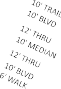 10' TRAIL
10' BLVD
12' THRU
10' MEDIAN
12' THRU
10' BLVD
6' WALK